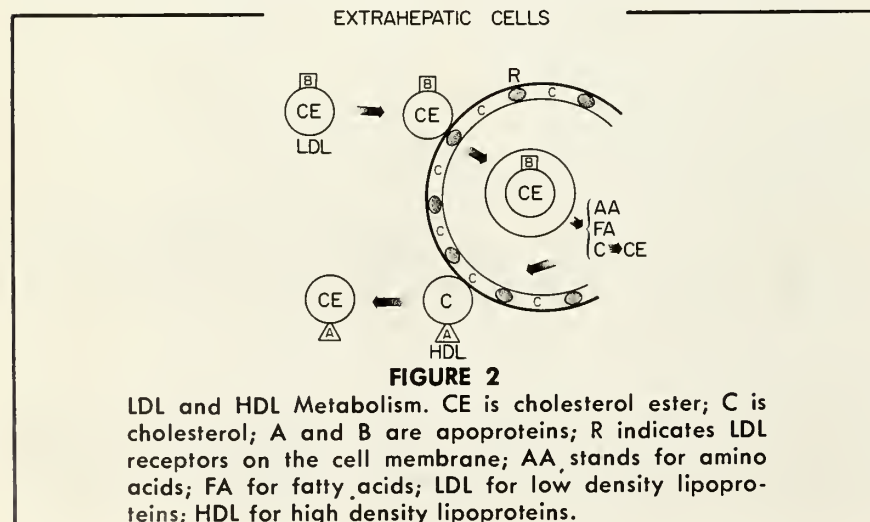 EXTRAHEPATIC CELLS
B
B
R
C
C
CE
CE
C
LDL
C
B
CE
AA
FA
C CE
C
C
CE
C
C
C
A
A
HDL
FIGURE 2
LDL and HDL Metabolism. CE is cholesterol ester; C is
cholesterol; A and B are apoproteins; R indicates LDL
receptors on the cell membrane; AA stands for amino
acids; FA for fatty acids; LDL for low density lipopro-
teins; HDL for high density lipoproteins.